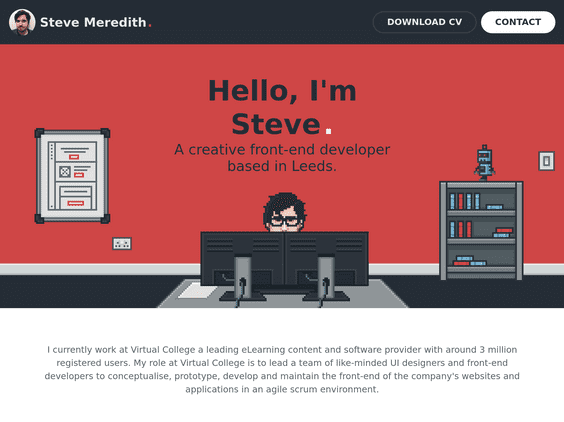 Steve Meredith.
DOWNLOAD CV
CONTACT
Hello, I'm
Steve.
A creative front-end developer
based in Leeds.
I currently work at Virtual College a leading eLearning content and software provider with around 3 million
registered users. My role at Virtual College is to lead a team of like-minded UI designers and front-end
developers to conceptualise, prototype, develop and maintain the front-end of the company's websites and
applications in an agile scrum environment.